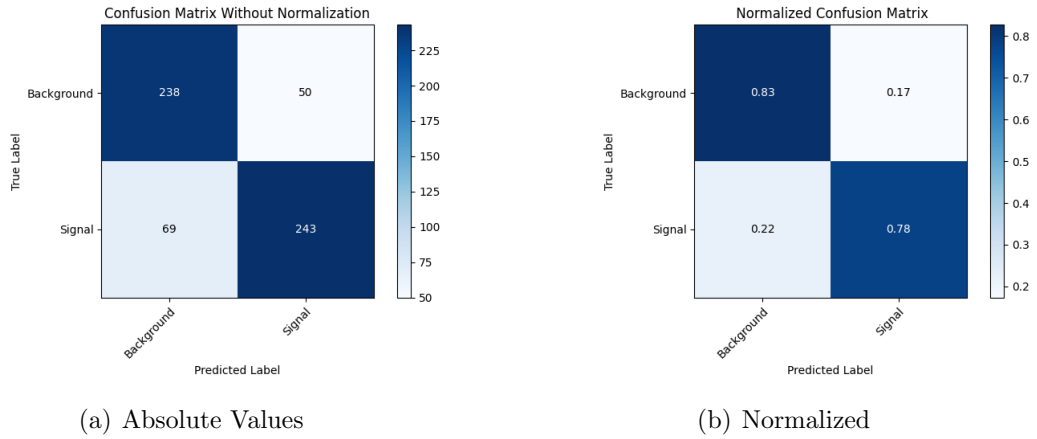 Confusion Matrix Without Normalization
Background
238
50
True Label
Signal
69
243
Background
Signal
Predicted Label
225
200
175
150
125
100
75
50
(a) Absolute Values
Normalized Confusion Matrix
Background
0.83
0.17
True Label
Signal
0.22
0.78
Background
Signal
Predicted Label
0.8
0.7
0.6
0.5
0.4
0.3
0.2
(b) Normalized